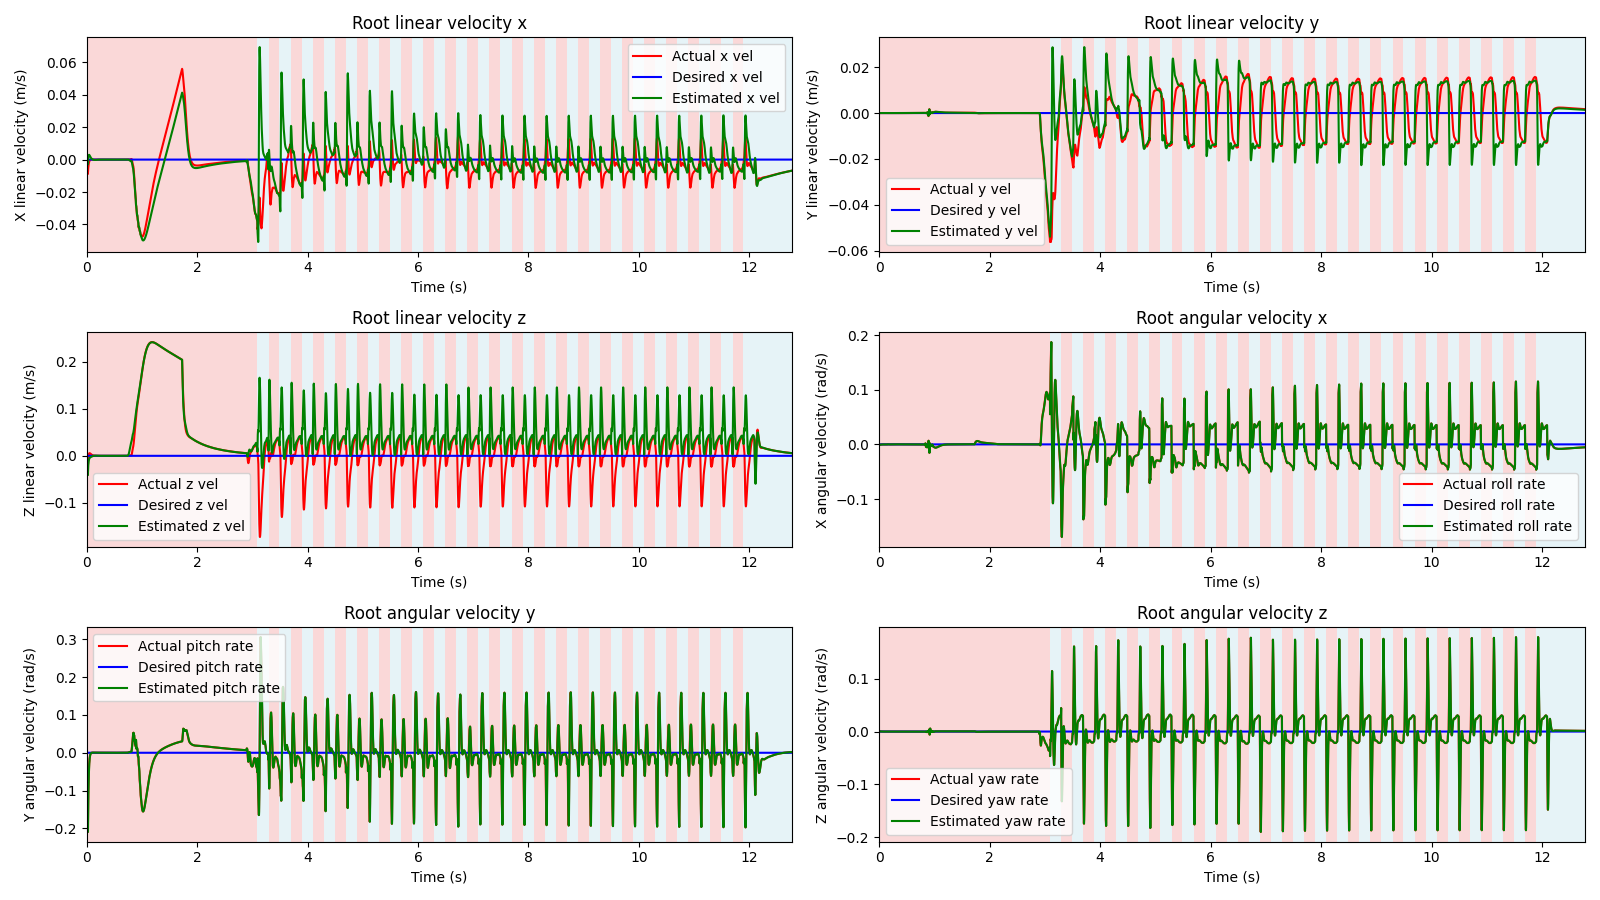 Root linear velocity x
X linear velocity (m/s)
0.06
0.04
0.02
0.00
−0.02
−0.04
Actual x vel
Desired x vel
Estimated x vel
0 2 4 6 8 10 12
Time (s)
Root linear velocity y
Y linear velocity (m/s)
0.02
0.00
−0.02
−0.04
−0.06
Actual y vel
Desired y vel
Estimated y vel
0 2 4 6 8 10 12
Time (s)
Root linear velocity z
Z linear velocity (m/s)
0.2
0.1
0.0
−0.1
Actual z vel
Desired z vel
Estimated z vel
0 2 4 6 8 10 12
Time (s)
Root angular velocity x
X angular velocity (rad/s)
0.2
0.1
0.0
−0.1
Actual roll rate
Desired roll rate
Estimated roll rate
0 2 4 6 8 10 12
Time (s)
Root angular velocity y
Y angular velocity (rad/s)
0.3
0.2
0.1
0.0
−0.1
−0.2
Actual pitch rate
Desired pitch rate
Estimated pitch rate
0 2 4 6 8 10 12
Time (s)
Root angular velocity z
Z angular velocity (rad/s)
0.1
0.0
−0.1
−0.2
Actual yaw rate
Desired yaw rate
Estimated yaw rate
0 2 4 6 8 10 12
Time (s)